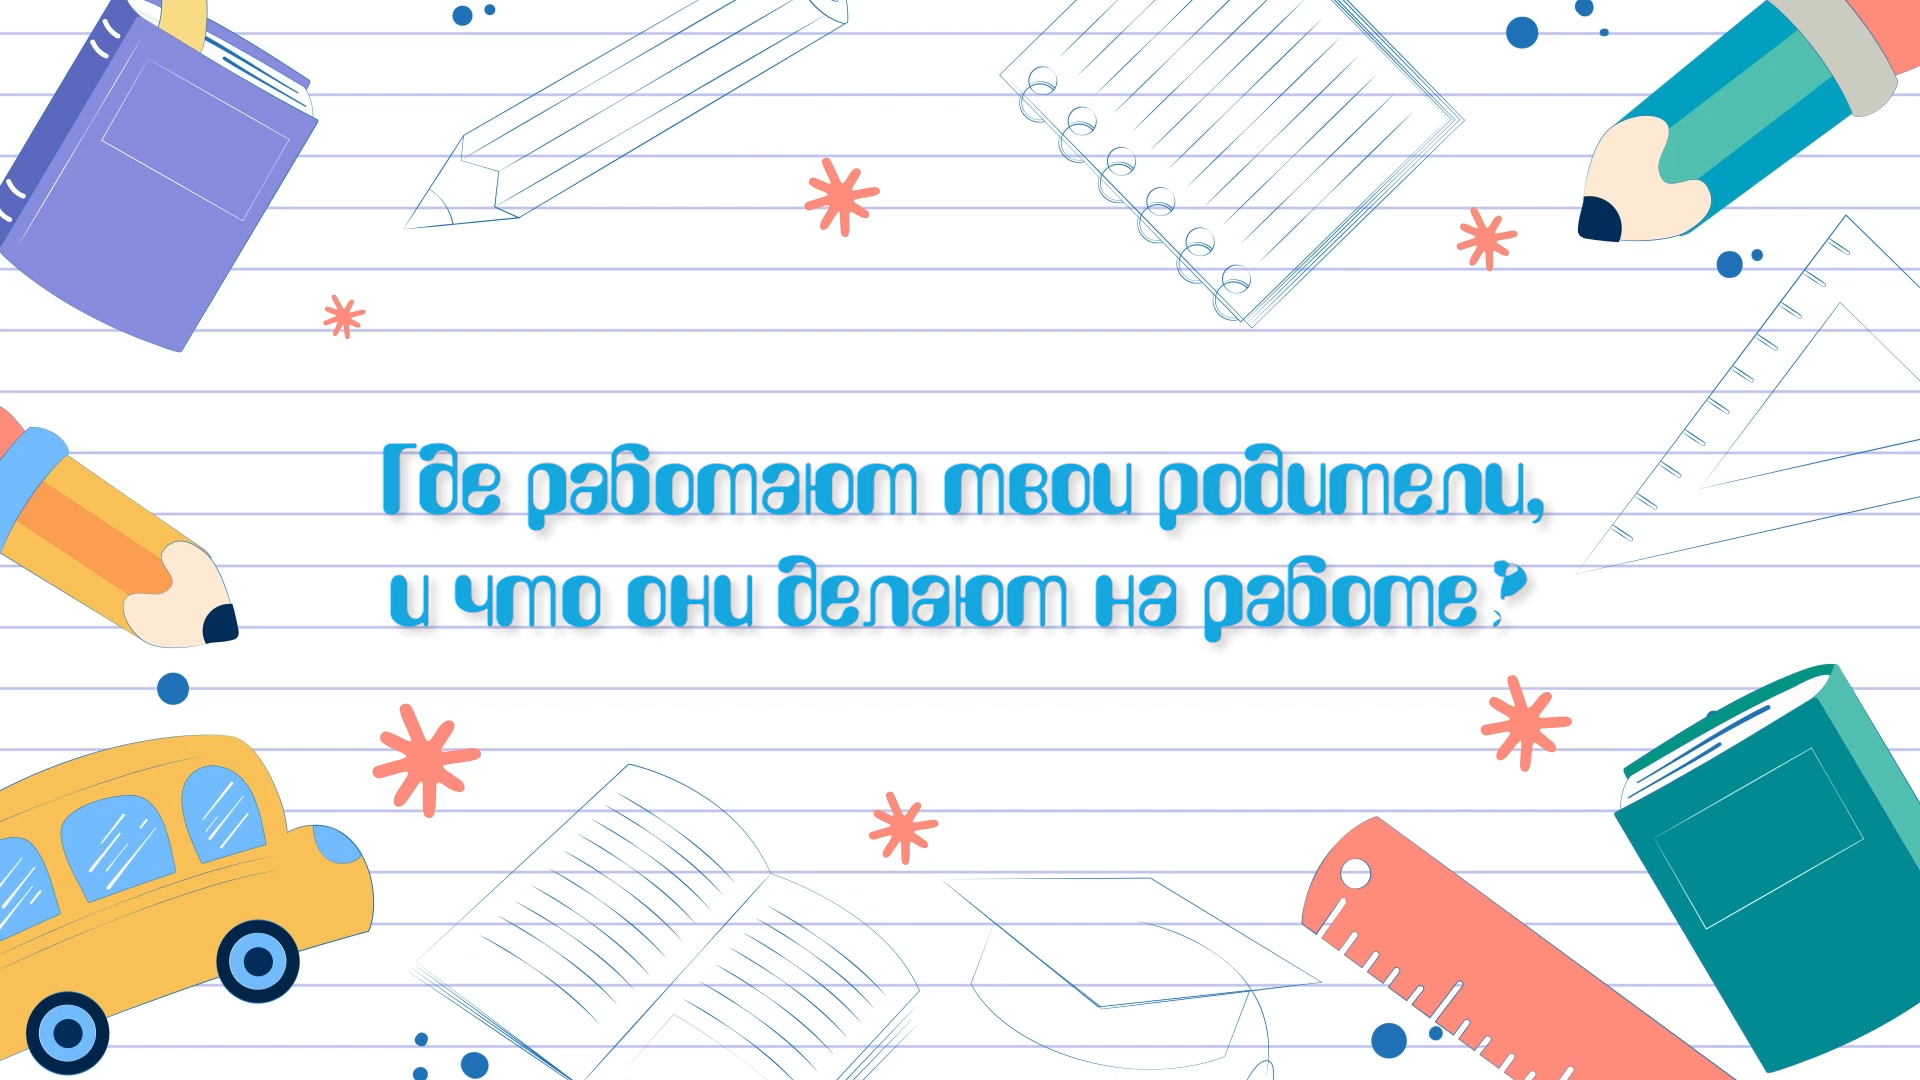 Где работают твои родители,
и что они делают на работе?